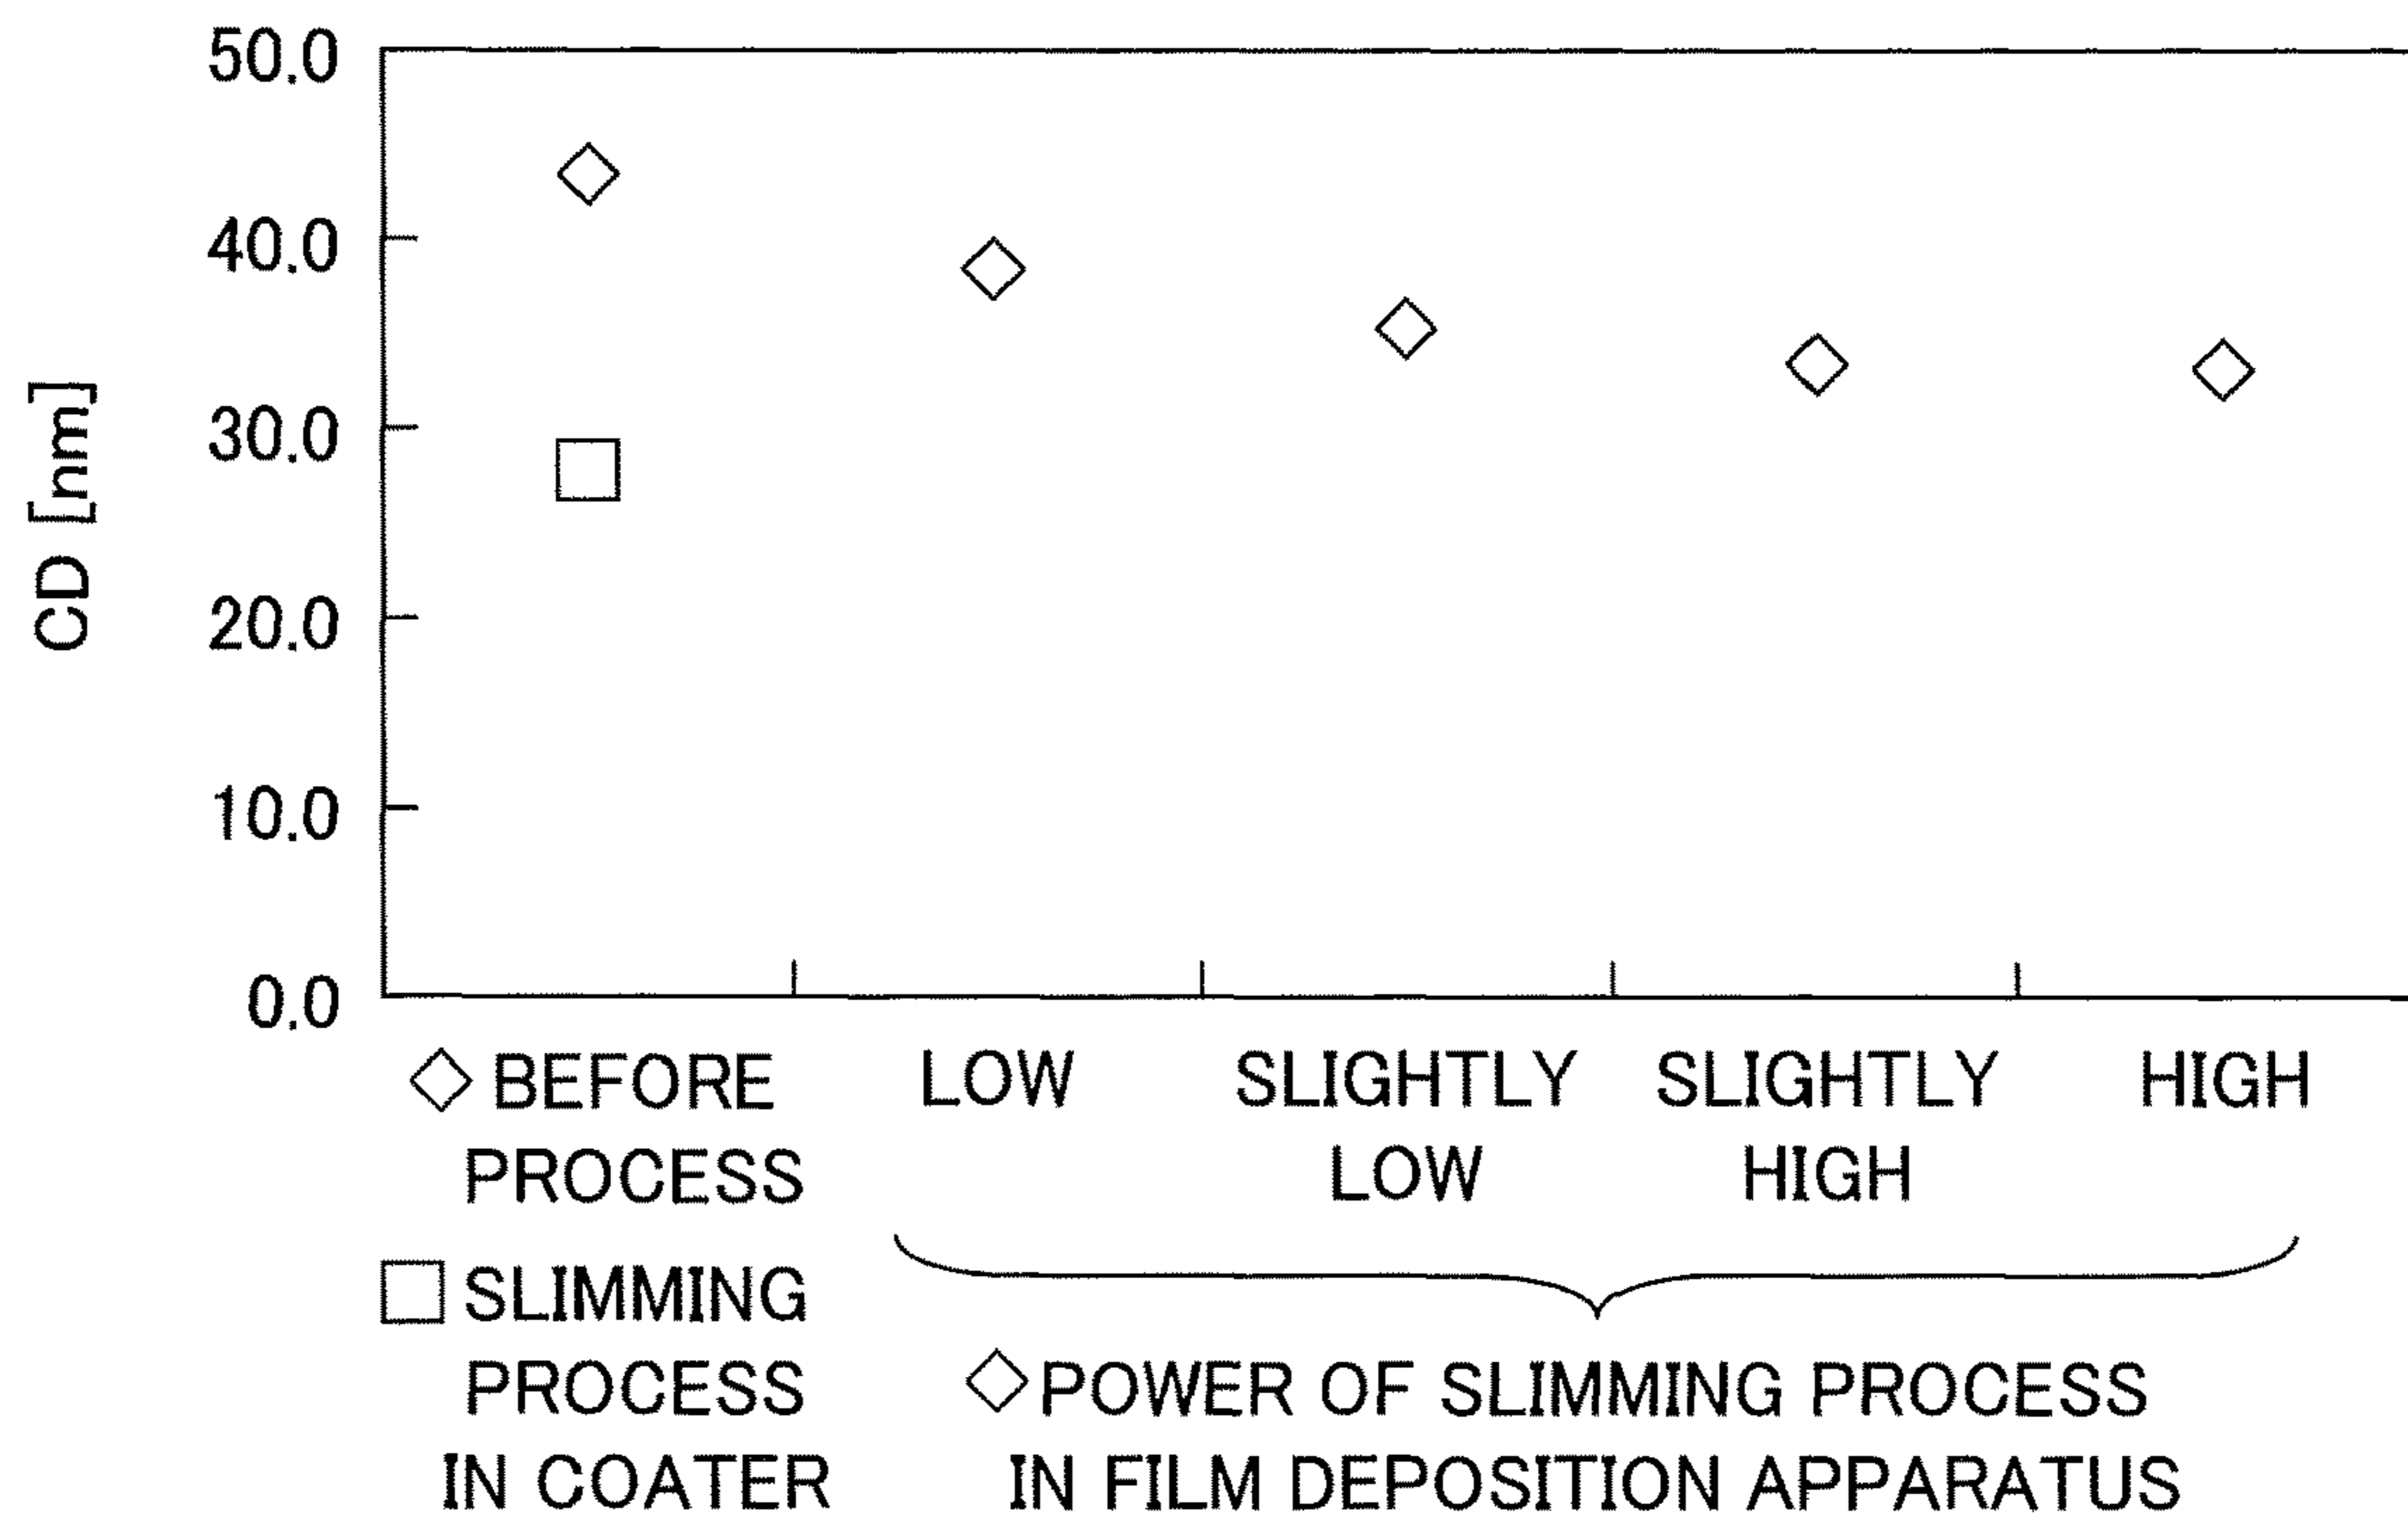 50.0
40.0
30.0
20.0
10.0
0.0
CD [nm]
BEFORE
PROCESS
SLIMMING
PROCESS
IN COATER
LOW
SLIGHTLY
LOW
SLIGHTLY
HIGH
HIGH
POWER OF SLIMMING PROCESS
IN FILM DEPOSITION APPARATUS